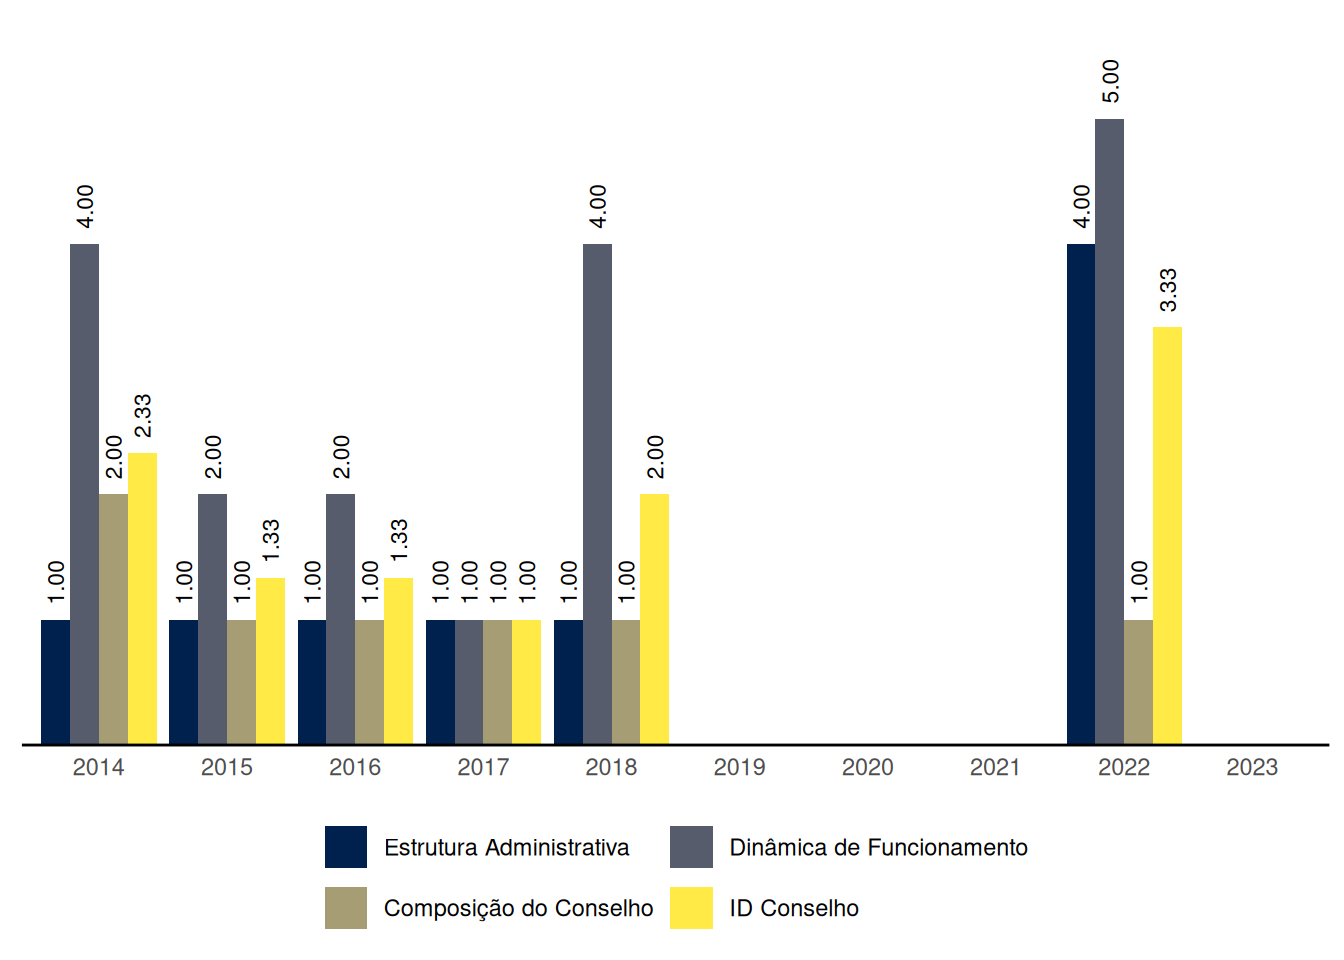 1.00 4.00 2.00 2.33 1.00 2.00 1.00 1.33 1.00 2.00 1.00 1.33 1.00 1.00 1.00 1.00 1.00 4.00 1.00 2.00 4.00 5.00 1.00 3.33
2014 2015 2016 2017 2018 2019 2020 2021 2022 2023
Estrutura Administrativa Dinâmica de Funcionamento
Composição do Conselho ID Conselho